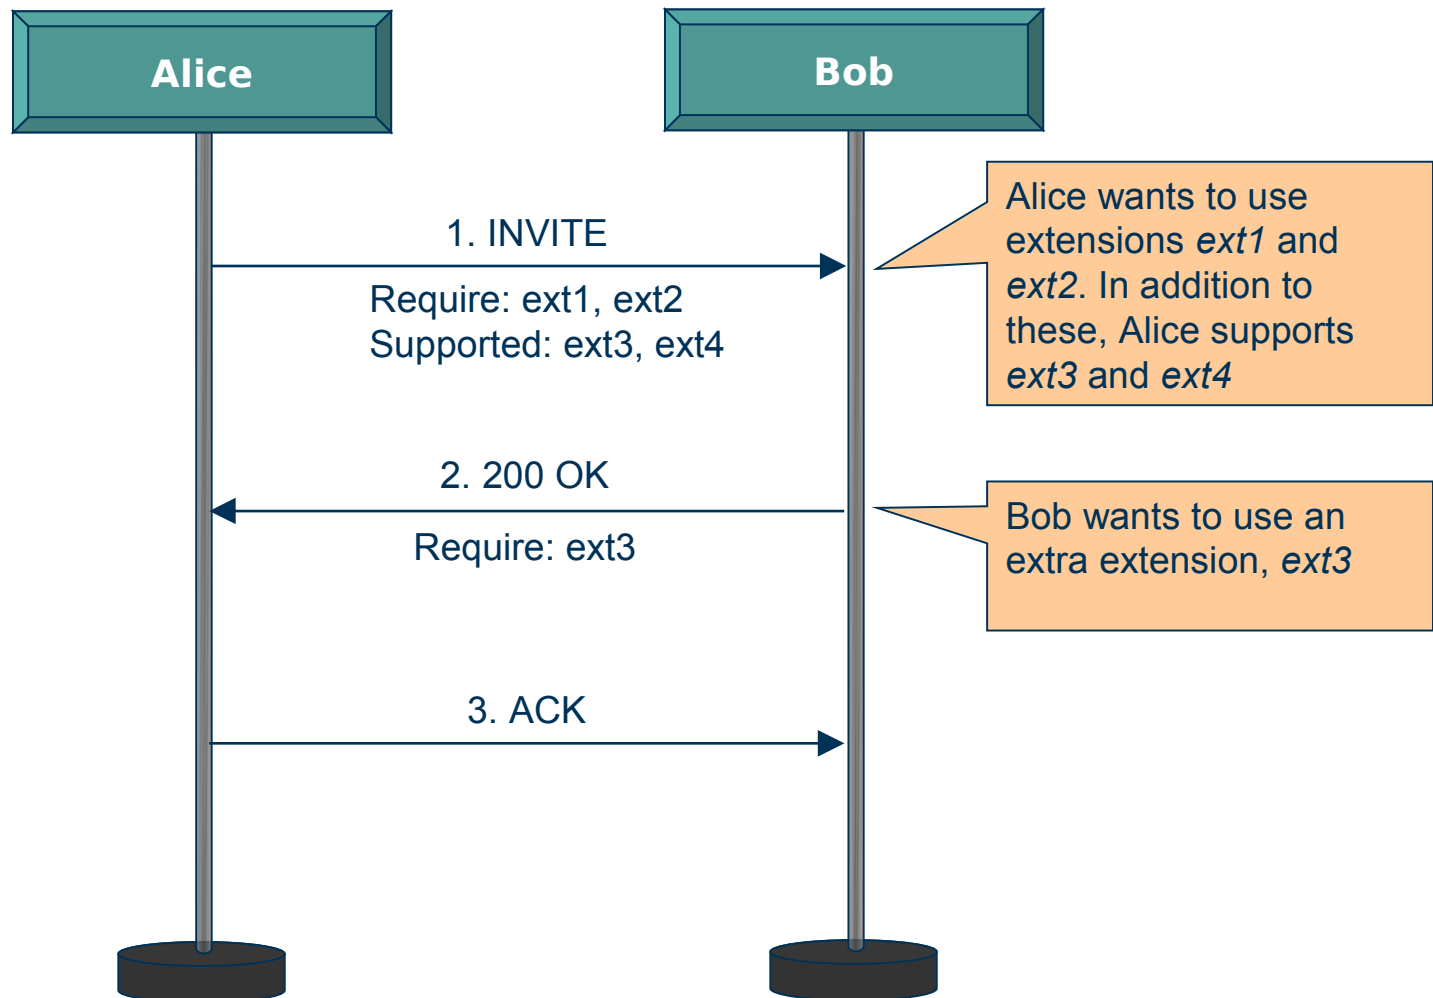 Alice
Bob
1. INVITE
Require: ext1, ext2
Supported: ext3, ext4
Alice wants to use
extensions ext1 and
ext2. In addition to
these, Alice supports
ext3 and ext4
2. 200 OK
Require: ext3
Bob wants to use an
extra extension, ext3
3. ACK